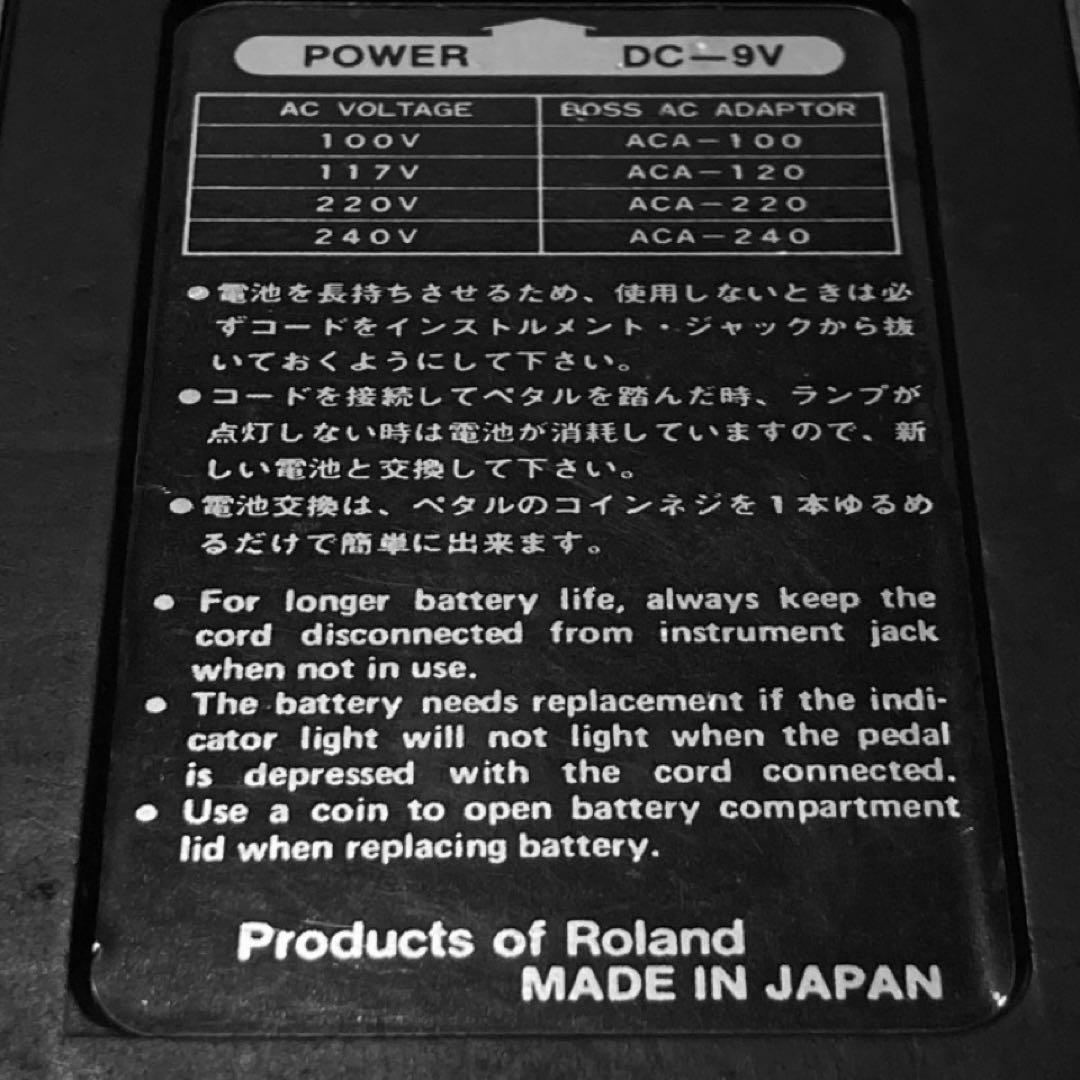 POWER DC—9V
AC VOLTAGE BOSS AC ADAPTOR
100V ACA—100
117V ACA—120
220V ACA—220
240V ACA—240
●電池を長持ちさせるため、使用しないときは必
ずコードをインストルメント・ジャックから抜
いておくようにして下さい。
●コードを接続してペタルを踏んだ時、ランプが
点灯しない時は電池が消耗していますので、新
しい電池と交換して下さい。
●電池交換は、ペタルのコインネジを1本ゆるめ
るだけで簡単に出来ます。
● For longer battery life, always keep the
cord disconnected from instrument jack
when not in use.
● The battery needs replacement if the indi-
cator light will not light when the pedal
is depressed with the cord connected.
● Use a coin to open battery compartment
lid when replacing battery.
Products of Roland
MADE IN JAPAN